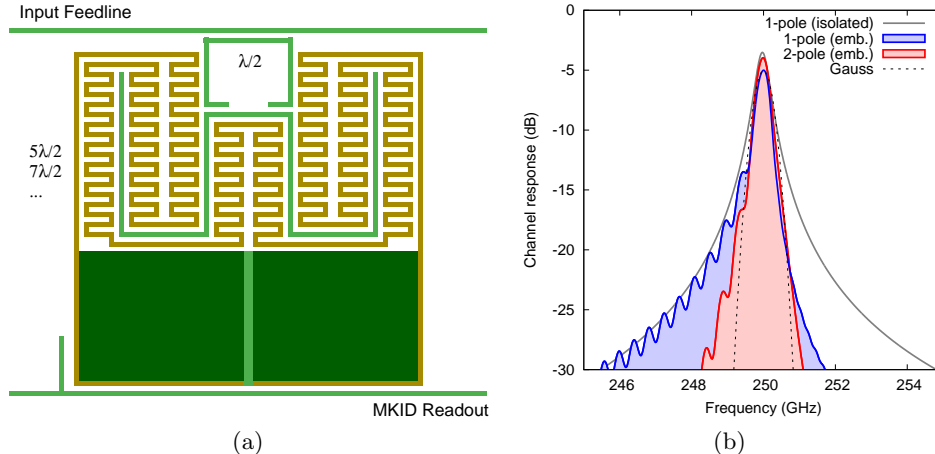 Input Feedline
λ/2
5λ/2
7λ/2
...
MKID Readout
(a)
Channel response (dB)
0
-5
-10
-15
-20
-25
-30
1-pole (isolated)
1-pole (emb.)
2-pole (emb.)
Gauss
246 248 250 252 254
Frequency (GHz)
(b)